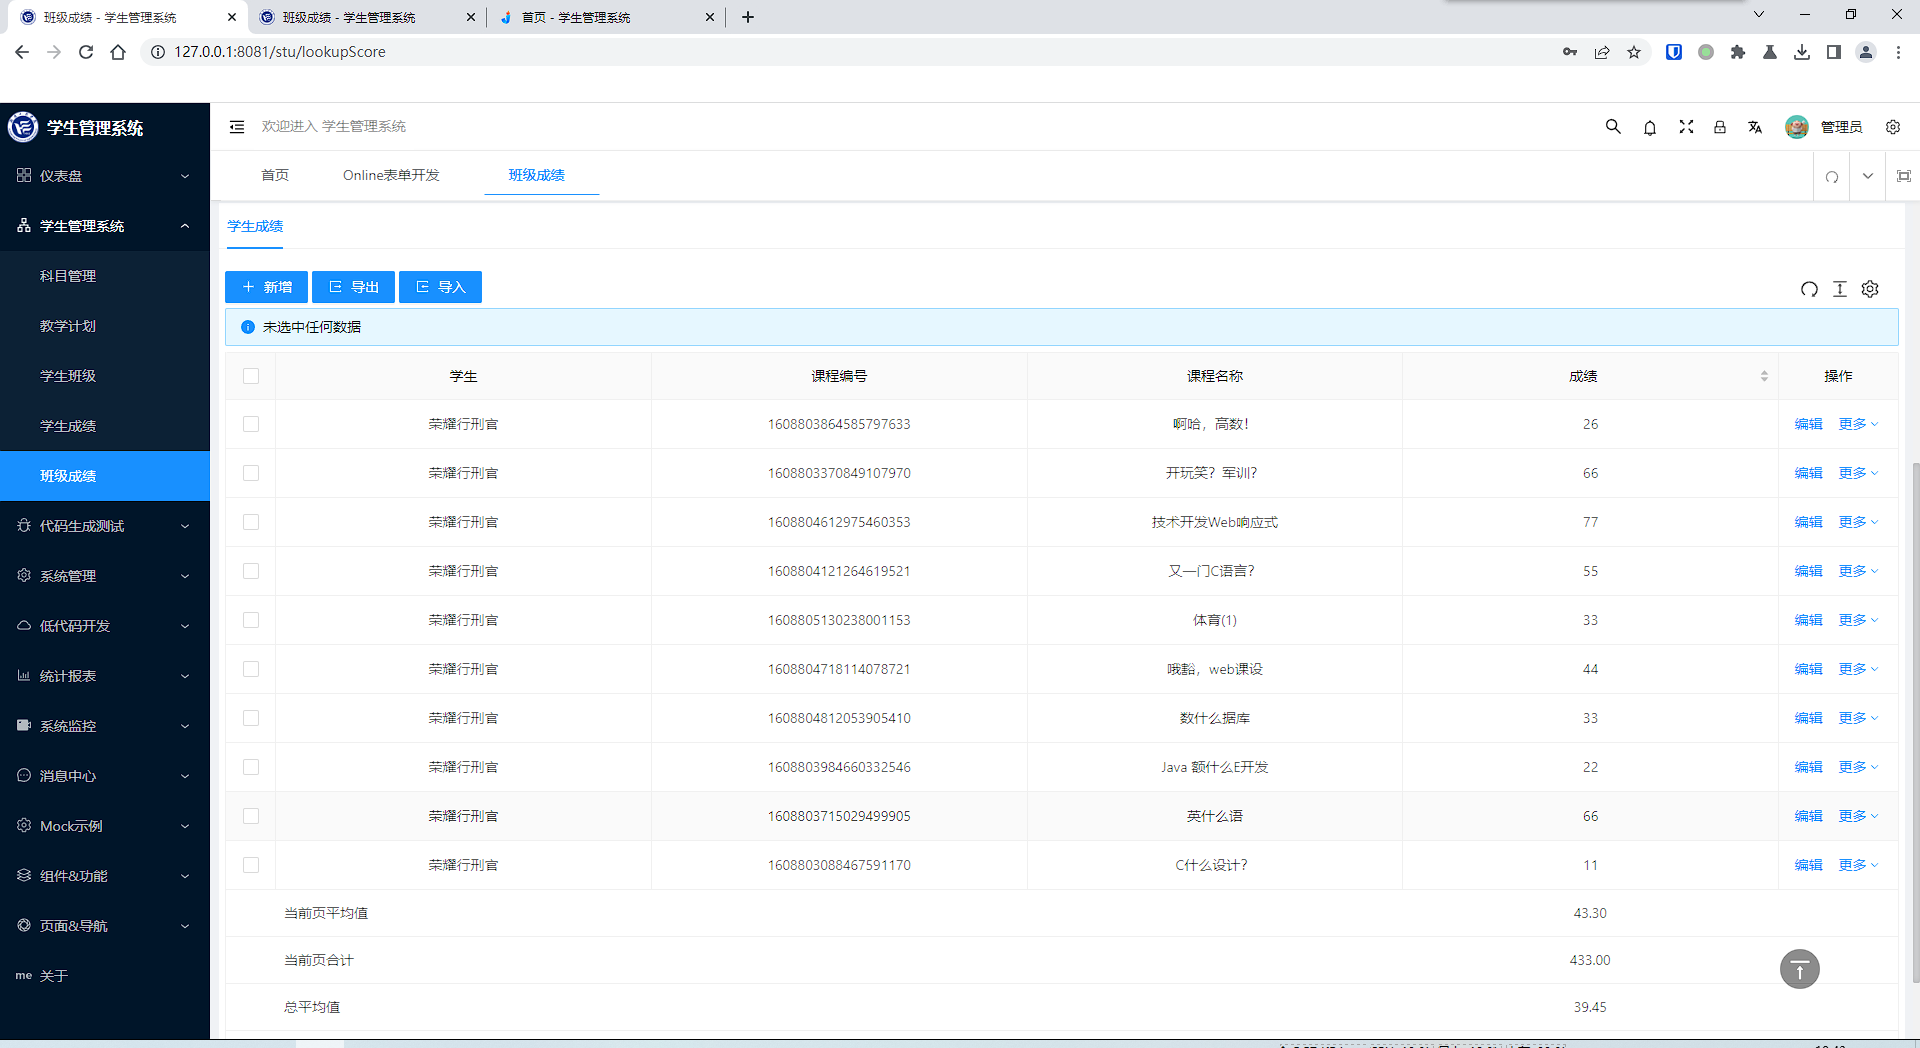 班级成绩 - 学生管理系统
班级成绩 - 学生管理系统
首页 - 学生管理系统
127.0.0.1:8081/stu/lookupScore
学生管理系统
欢迎进入 学生管理系统
管理员
首页
Online表单开发
班级成绩
仪表盘
学生管理系统
科目管理
教学计划
学生班级
学生成绩
班级成绩
代码生成测试
系统管理
低代码开发
统计报表
系统监控
消息中心
Mock示例
组件&功能
页面&导航
me 关于
学生成绩
新增 导出 导入
未选中任何数据
学生 课程编号 课程名称 成绩 操作
荣耀行刑官 1608803864585797633 啊哈，高数! 26 编辑 更多
荣耀行刑官 1608803370849107970 开玩笑？军训? 66 编辑 更多
荣耀行刑官 1608804612975460353 技术开发Web响应式 77 编辑 更多
荣耀行刑官 1608804121264619521 又一门C语言? 55 编辑 更多
荣耀行刑官 1608805130238001153 体育(1) 33 编辑 更多
荣耀行刑官 1608804718114078721 哦豁，web课设 44 编辑 更多
荣耀行刑官 1608804812053905410 数什么据库 33 编辑 更多
荣耀行刑官 1608803984660332546 Java 额什么E开发 22 编辑 更多
荣耀行刑官 1608803715029499905 英什么语 66 编辑 更多
荣耀行刑官 1608803088467591170 C什么设计? 11 编辑 更多
当前页平均值 43.30
当前页合计 433.00
总平均值 39.45